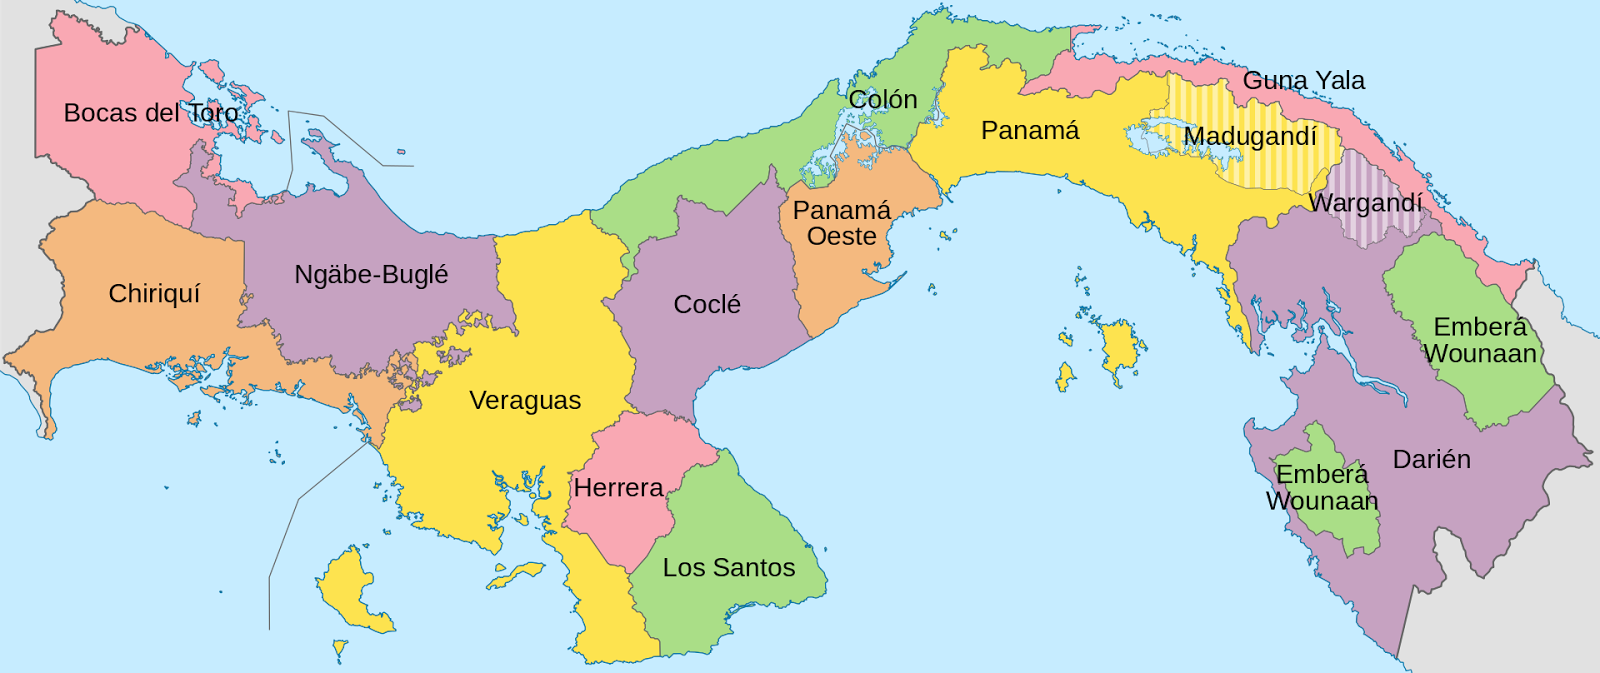 Bocas del Toro
Colón
Guna Yala
Panamá
Madugandí
Wargandí
Panamá
Oeste
Chiriquí
Ngäbe-Buglé
Coclé
Emberá
Wounaan
Veraguas
Darién
Herrera
Emberá
Wounaan
Los Santos